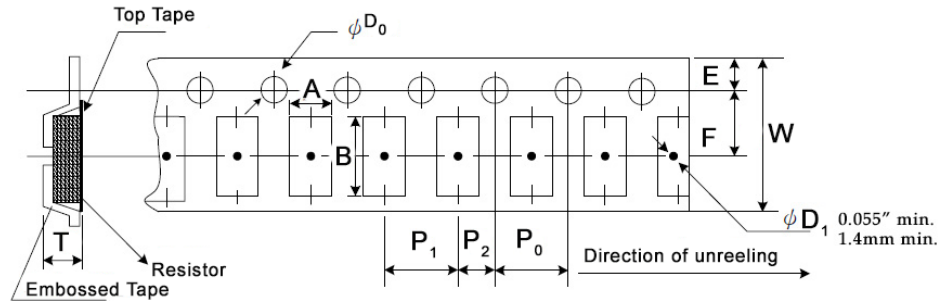 Top Tape
ϕD0
A
E
B
F
W
ϕD1 0.055″ min.
1.4mm min.
T
P1
P2
P0
Direction of unreeling
Resistor
Embossed Tape